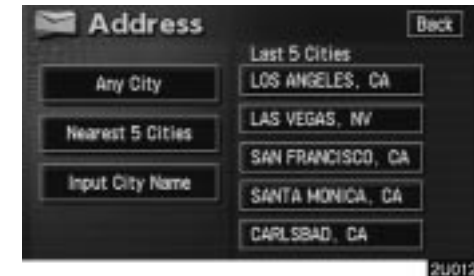 Address
Back
Last 5 Cities
Any City
LOS ANGELES, CA
LAS VEGAS, NV
Nearest 5 Cities
SAN FRANCISCO, CA
Input City Name
SANTA MONICA, CA
CARLSBAD, CA
2U012